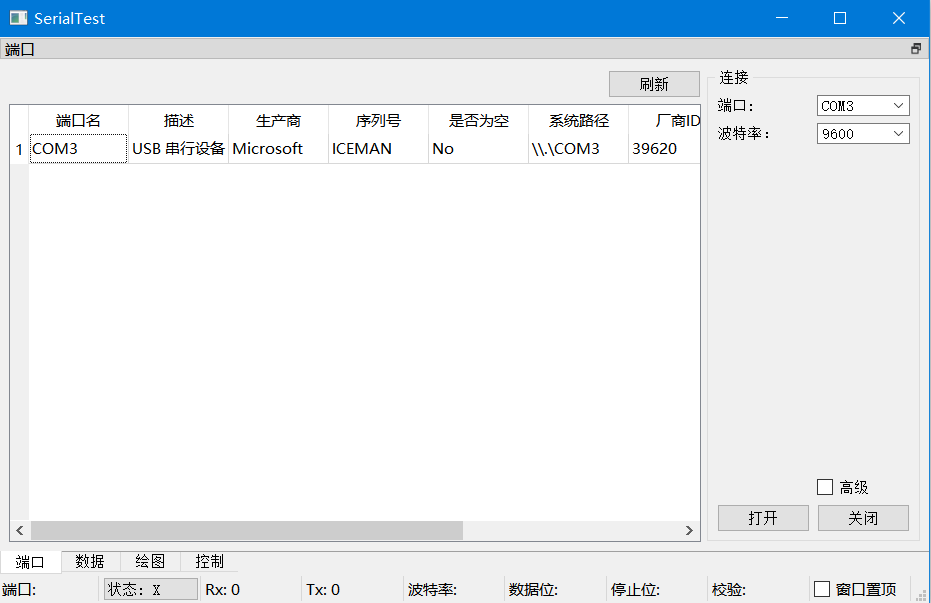 SerialTest
端口
刷新
连接
端口名 描述 生产商 序列号 是否为空 系统路径 厂商ID
1 COM3 USB 串行设备 Microsoft ICEMAN No \\.\COM3 39620
端口: COM3
波特率: 9600
高级
打开 关闭
端口 数据 绘图 控制
端口: 状态: X Rx: 0 Tx: 0 波特率: 数据位: 停止位: 校验: 窗口置顶